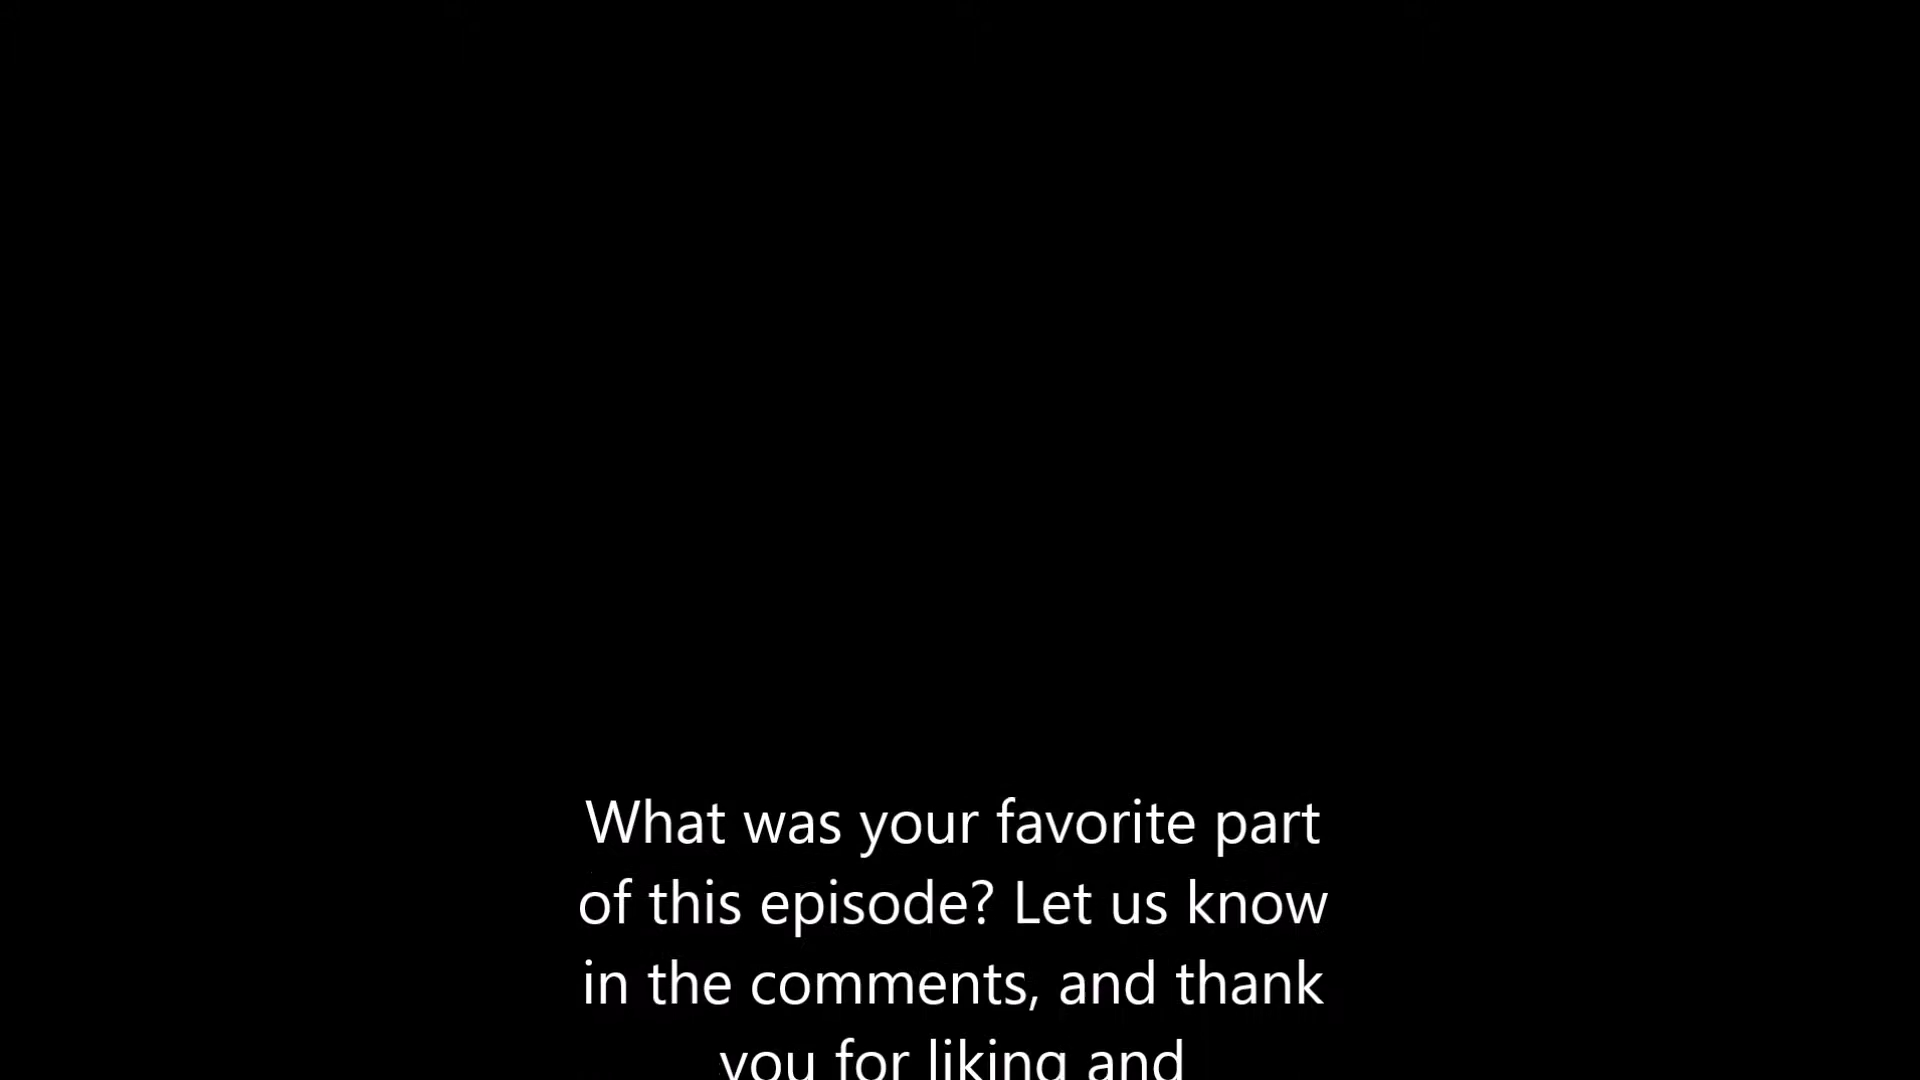 What was your favorite part
of this episode? Let us know
in the comments, and thank
you for liking and